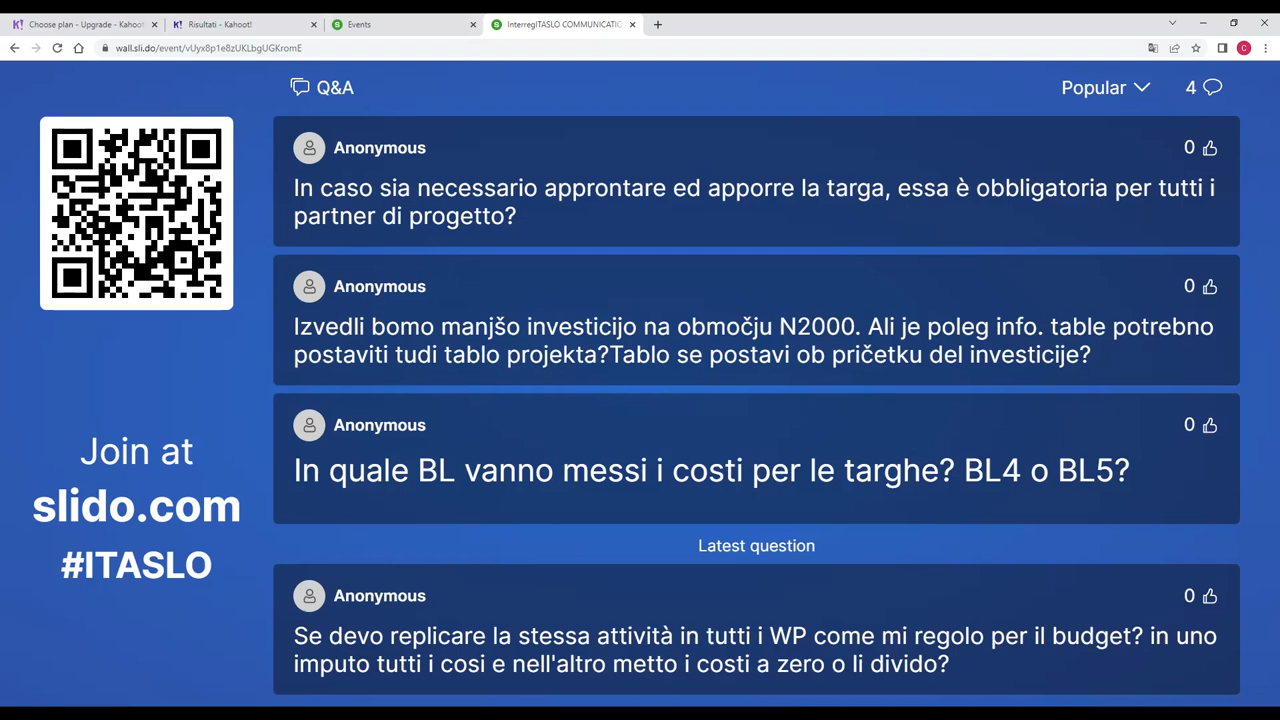 Choose plan - Upgrade - Kahoot!
Risultati - Kahoot!
Events
InterregITASLO COMMUNICATIO
wall.sli.do/event/vUyx8p1e8zUKLbgUGKromE
C
Q&A
Popular
4
Anonymous
0
In caso sia necessario approntare ed apporre la targa, essa è obbligatoria per tutti i
partner di progetto?
Anonymous
0
Izvedli bomo manjšo investicijo na območju N2000. Ali je poleg info. table potrebno
postaviti tudi tablo projekta?Tablo se postavi ob pričetku del investicije?
Anonymous
0
In quale BL vanno messi i costi per le targhe? BL4 o BL5?
Join at
slido.com
#ITASLO
Latest question
Anonymous
0
Se devo replicare la stessa attività in tutti i WP come mi regolo per il budget? in uno
imputo tutti i cosi e nell'altro metto i costi a zero o li divido?